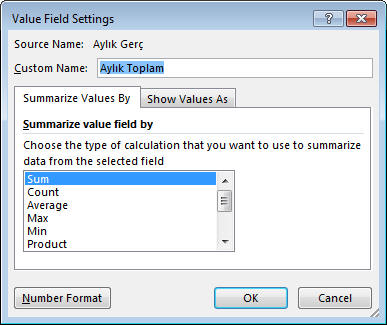 Value Field Settings
Source Name: Aylık Gerç
Custom Name: Aylık Toplam
Summarize Values By Show Values As
Summarize value field by
Choose the type of calculation that you want to use to summarize
data from the selected field
Sum
Count
Average
Max
Min
Product
Number Format OK Cancel